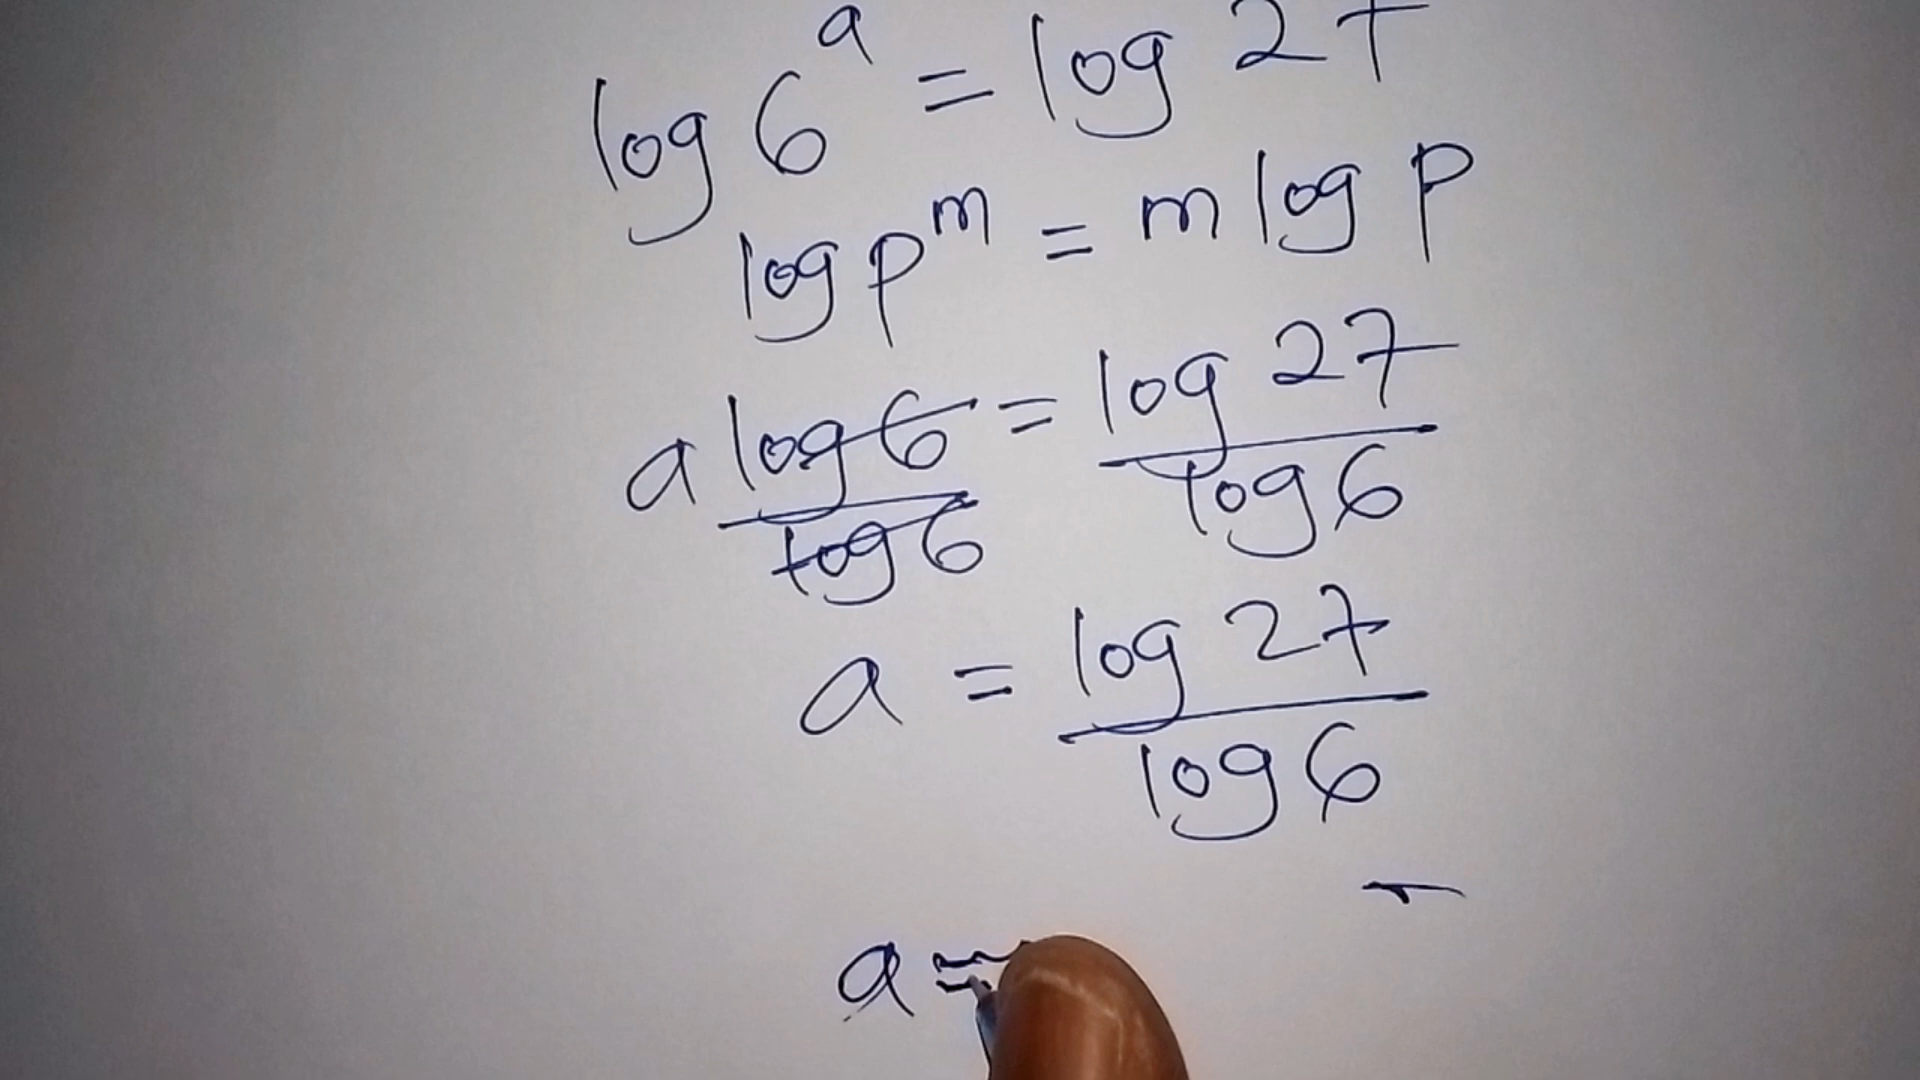 log 6^a = log 27
log p^m = m log p
a log 6 / log 6 = log 27 / log 6
a = log 27 / log 6
a =